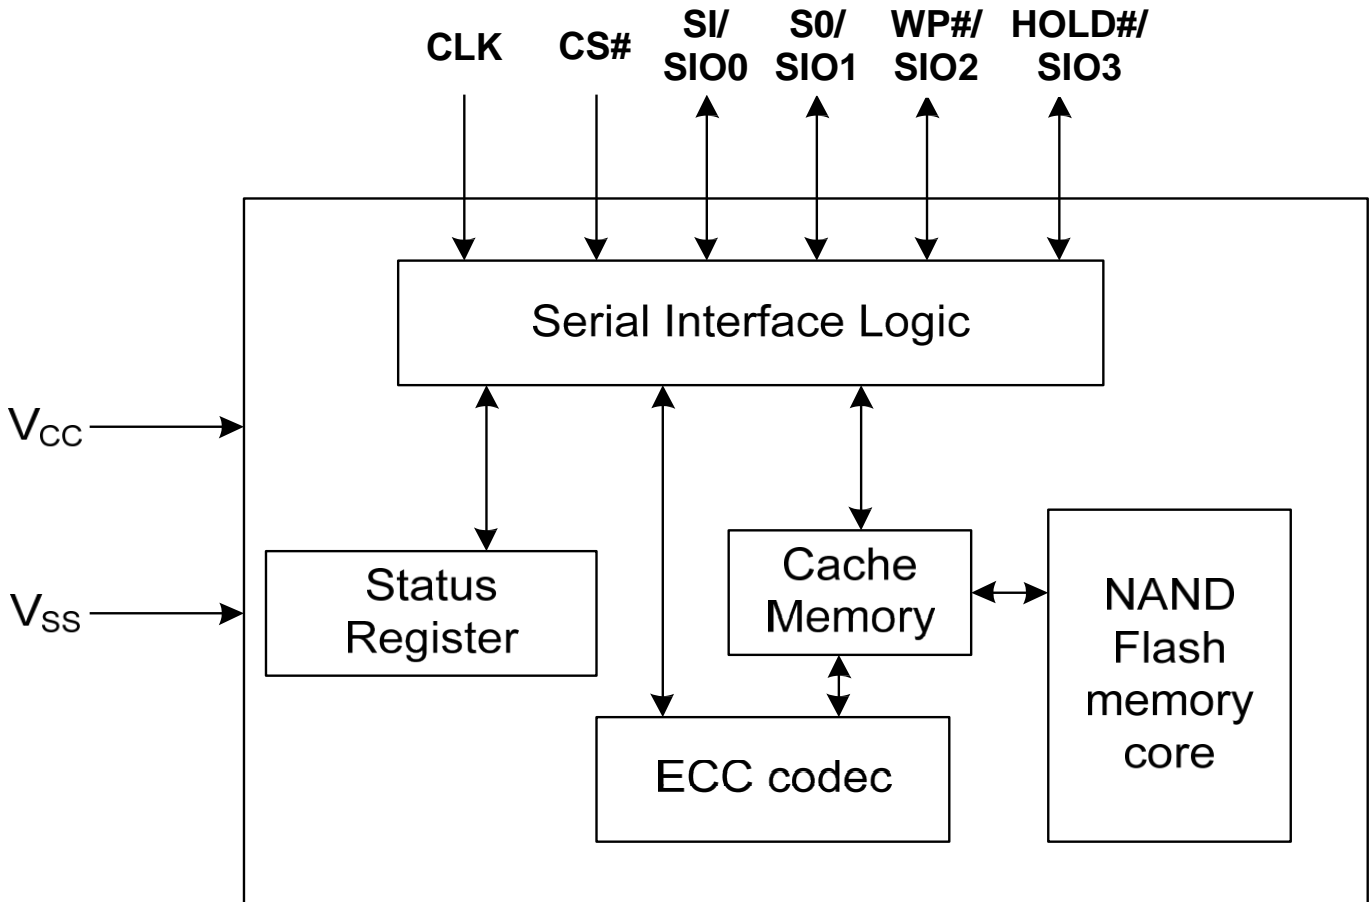 CLK
CS#
SI/
SIO0
S0/
SIO1
WP#/
SIO2
HOLD#/
SIO3
Serial Interface Logic
VCC
VSS
Status
Register
Cache
Memory
NAND
Flash
memory
core
ECC codec